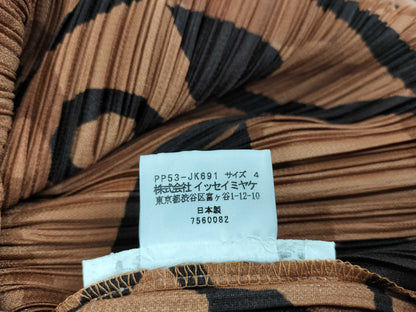 PP53-JK691 サイズ 4
株式会社 イッセイミヤケ
東京都渋谷区富ヶ谷1-12-10
日本製
7560082